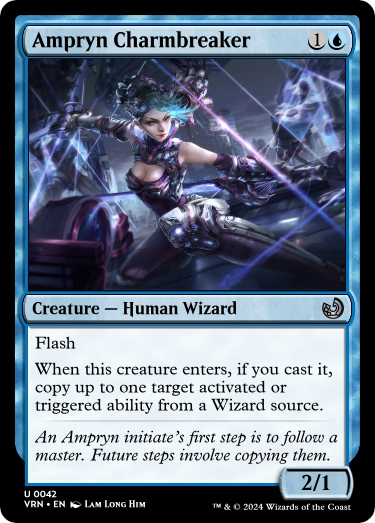 Ampryn Charmbreaker 1
Creature — Human Wizard
Flash
When this creature enters, if you cast it,
copy up to one target activated or
triggered ability from a Wizard source.
An Ampryn initiate's first step is to follow a
master. Future steps involve copying them.
2/1
U 0042
VRN • EN Lam Long Him
™ & © 2024 Wizards of the Coast